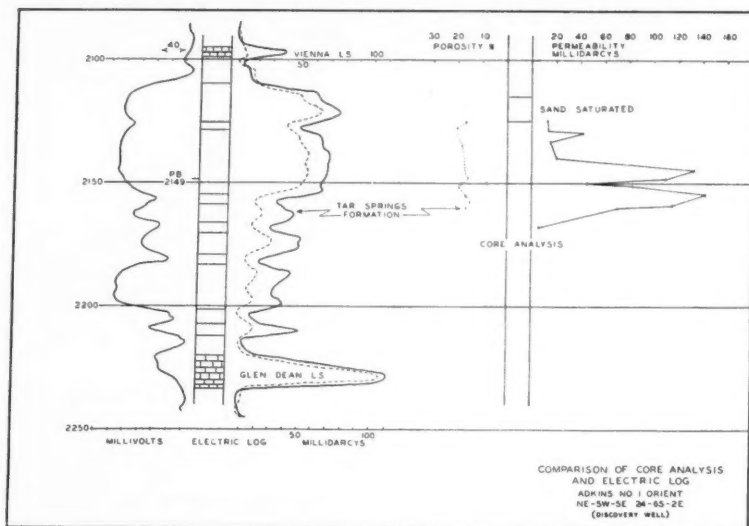 40
VIENNA LS 100
50
30 20 10
POROSITY %
20 40 60 80 100 120 140 160
PERMEABILITY
MILLIDARCYS
2100
SAND SATURATED
PB
2149
2150
TAR SPRINGS
FORMATION
CORE ANALYSIS
2200
GLEN DEAN LS
2250
MILLIVOLTS ELECTRIC LOG 50 MILLIDARCYS 100
COMPARISON OF CORE ANALYSIS
AND ELECTRIC LOG
ADKINS NO 1 ORIENT
NE-SW-SE 24-6S-2E
(DISCOVERY WELL)